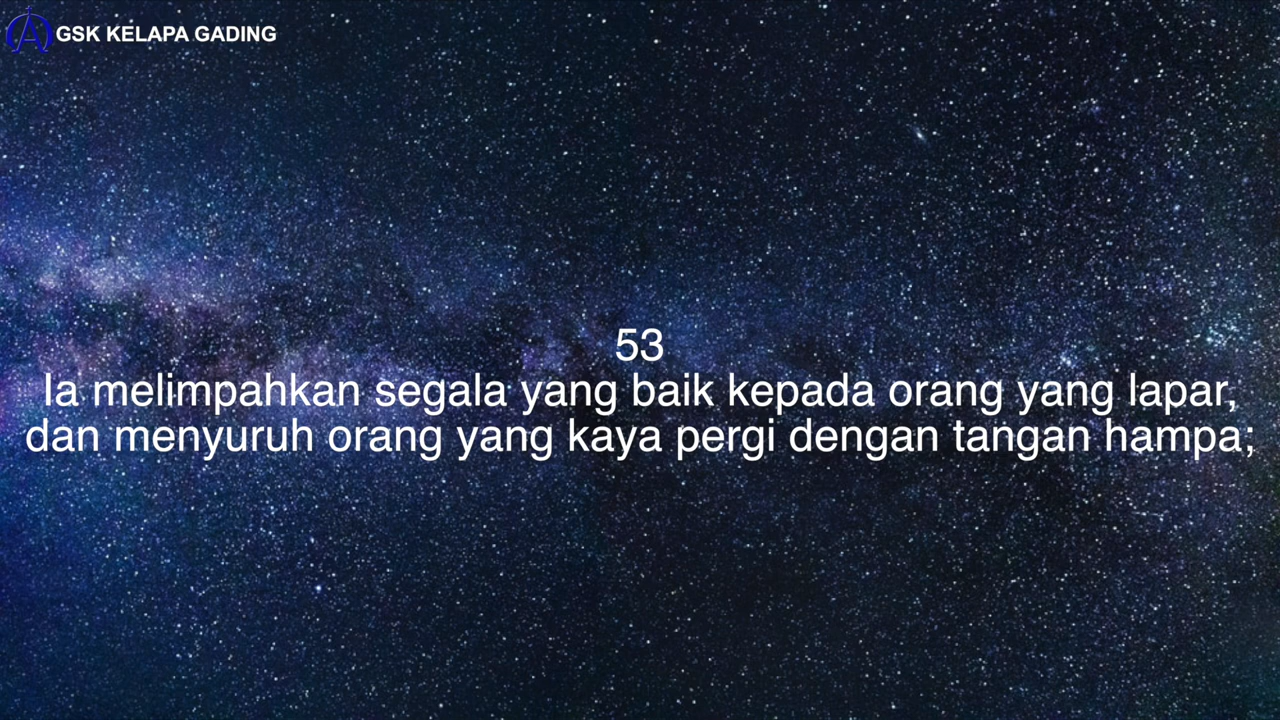 GSK KELAPA GADING
53
Ia melimpahkan segala yang baik kepada orang yang lapar,
dan menyuruh orang yang kaya pergi dengan tangan hampa;